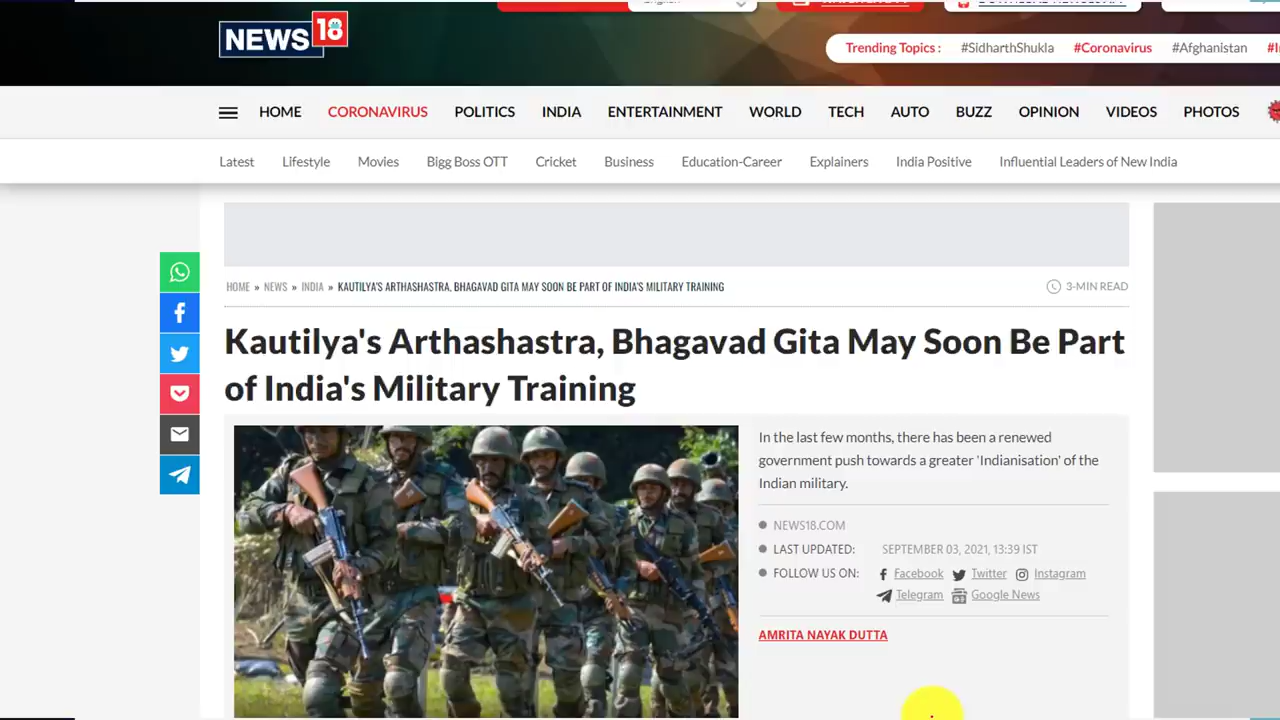 NEWS 18
Trending Topics : #SidharthShukla #Coronavirus #Afghanistan
HOME CORONAVIRUS POLITICS INDIA ENTERTAINMENT WORLD TECH AUTO BUZZ OPINION VIDEOS PHOTOS
Latest Lifestyle Movies Bigg Boss OTT Cricket Business Education-Career Explainers India Positive Influential Leaders of New India
HOME » NEWS » INDIA » KAUTILYA'S ARTHASHASTRA, BHAGAVAD GITA MAY SOON BE PART OF INDIA'S MILITARY TRAINING
3-MIN READ
Kautilya's Arthashastra, Bhagavad Gita May Soon Be Part
of India's Military Training
In the last few months, there has been a renewed
government push towards a greater 'Indianisation' of the
Indian military.
NEWS18.COM
LAST UPDATED: SEPTEMBER 03, 2021, 13:39 IST
FOLLOW US ON: Facebook Twitter Instagram
Telegram Google News
AMRITA NAYAK DUTTA